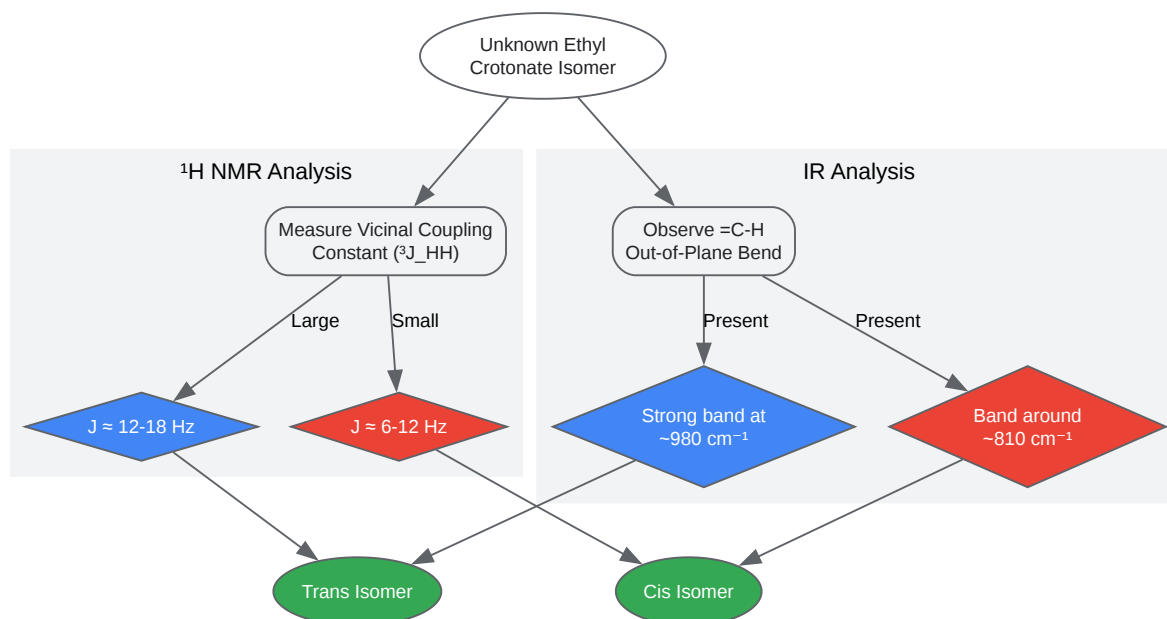 Unknown Ethyl
Crotonate Isomer
¹H NMR Analysis
IR Analysis
Measure Vicinal Coupling
Constant (³J_HH)
Observe =C-H
Out-of-Plane Bend
Large
Small
Present
Present
J ≈ 12-18 Hz
J ≈ 6-12 Hz
Strong band at
~980 cm⁻¹
Band around
~810 cm⁻¹
Trans Isomer
Cis Isomer